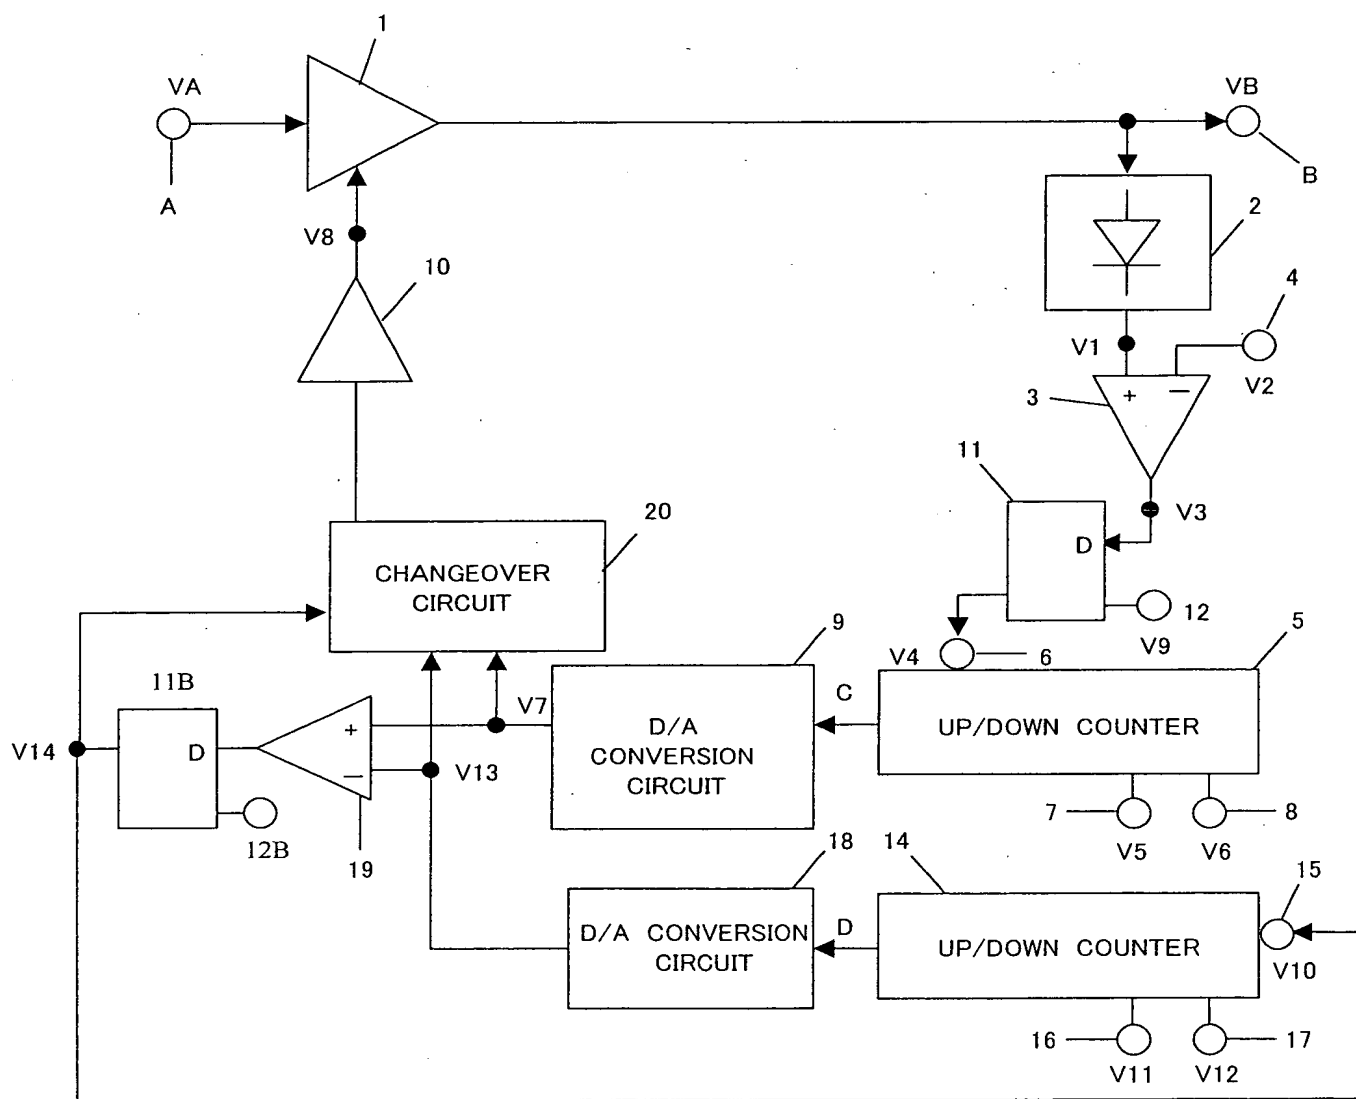 1
VA
VB
A
B
V8
10
2
4
V1
V2
3
+ −
11
V3
D
20
CHANGEOVER
CIRCUIT
12
V9
9
5
V4
6
11B
V7
C
D/A
CONVERSION
CIRCUIT
UP/DOWN COUNTER
V14
D
+
−
V13
12B
19
7
8
V5
V6
18
14
15
D/A CONVERSION
CIRCUIT
D
UP/DOWN COUNTER
V10
16
17
V11
V12